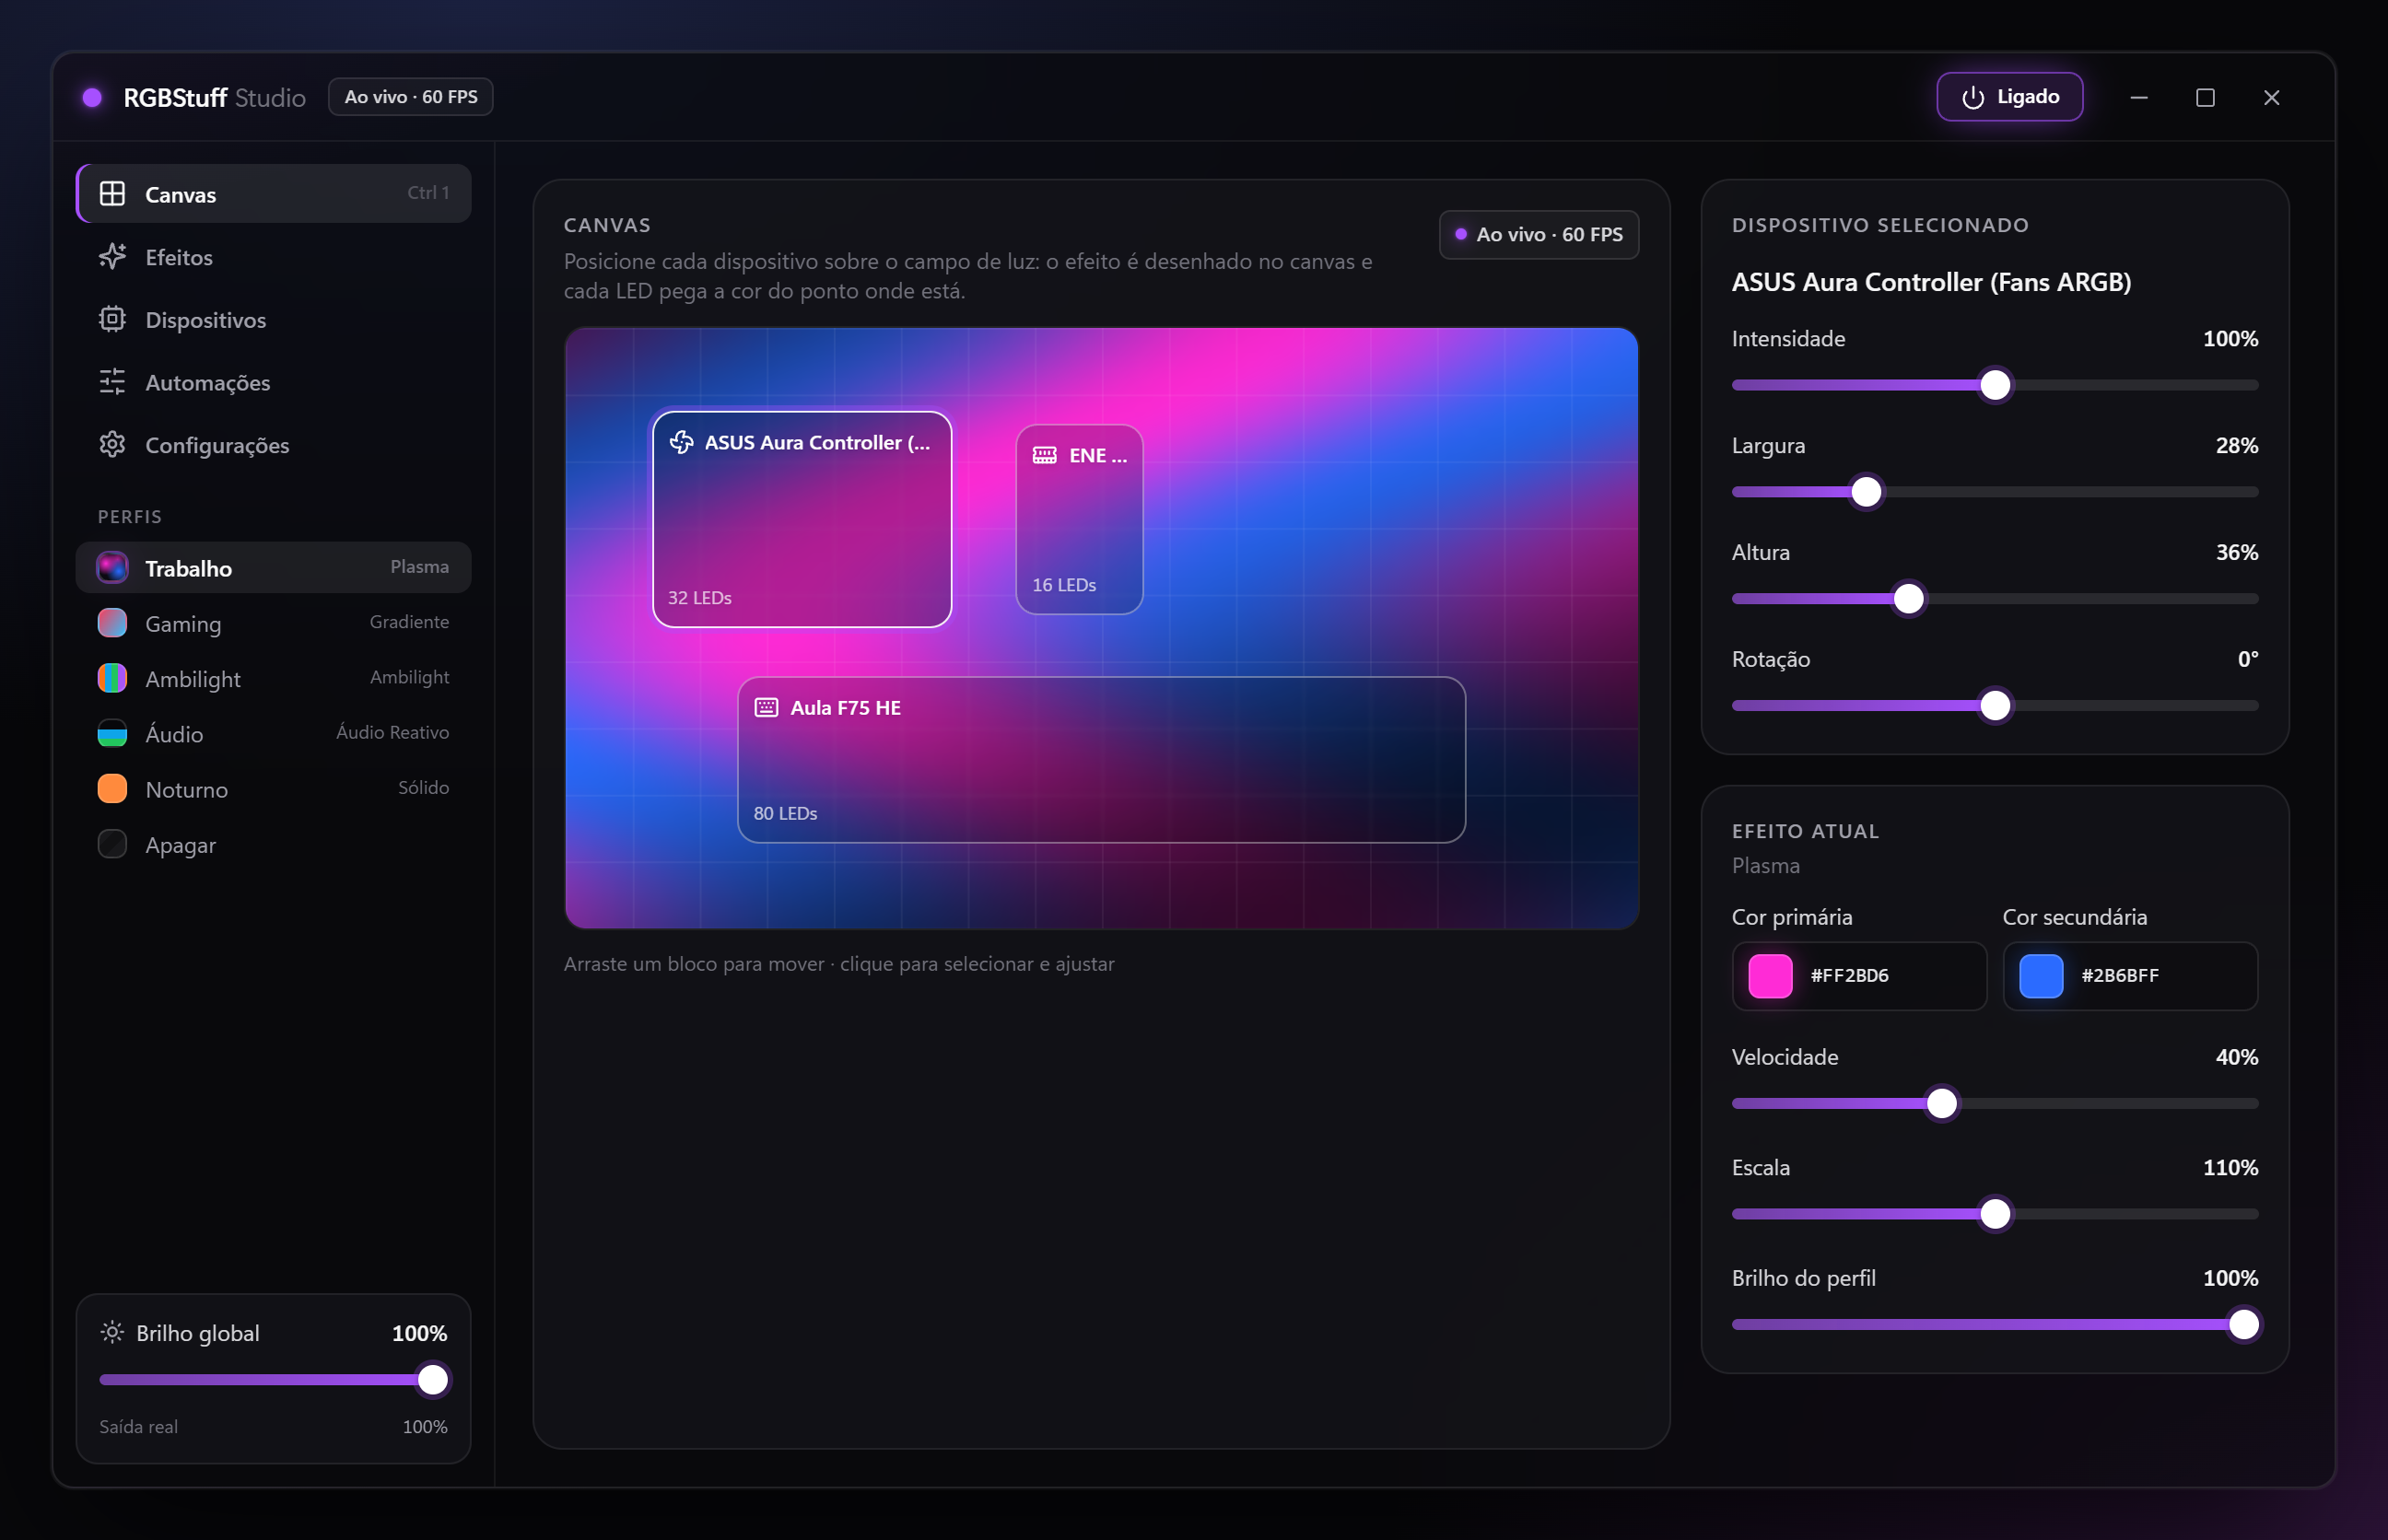 RGBStuff Studio
Ao vivo · 60 FPS
Ligado
Canvas
Ctrl 1
Efeitos
Dispositivos
Automações
Configurações
PERFIS
Trabalho
Plasma
Gaming
Gradiente
Ambilight
Ambilight
Áudio
Áudio Reativo
Noturno
Sólido
Apagar
Brilho global
100%
Saída real
100%
CANVAS
Posicione cada dispositivo sobre o campo de luz: o efeito é desenhado no canvas e
cada LED pega a cor do ponto onde está.
Ao vivo · 60 FPS
ASUS Aura Controller (...
32 LEDs
ENE ...
16 LEDs
Aula F75 HE
80 LEDs
Arraste um bloco para mover · clique para selecionar e ajustar
DISPOSITIVO SELECIONADO
ASUS Aura Controller (Fans ARGB)
Intensidade
100%
Largura
28%
Altura
36%
Rotação
0°
EFEITO ATUAL
Plasma
Cor primária
Cor secundária
#FF2BD6
#2B6BFF
Velocidade
40%
Escala
110%
Brilho do perfil
100%